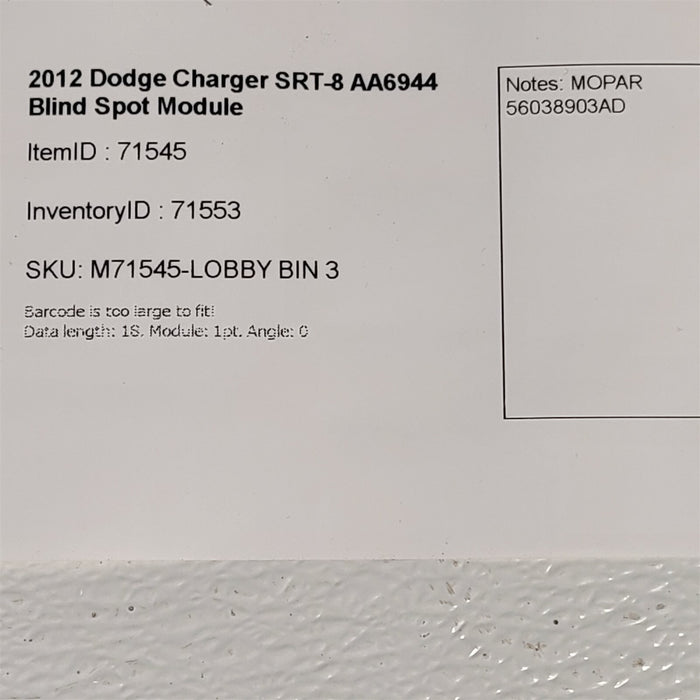 2012 Dodge Charger SRT-8 AA6944
Blind Spot Module
ItemID : 71545
InventoryID : 71553
SKU: M71545-LOBBY BIN 3
Barcode is too large to fit!
Data length: 18. Module: 1pt. Angle: 0
Notes: MOPAR
56038903AD